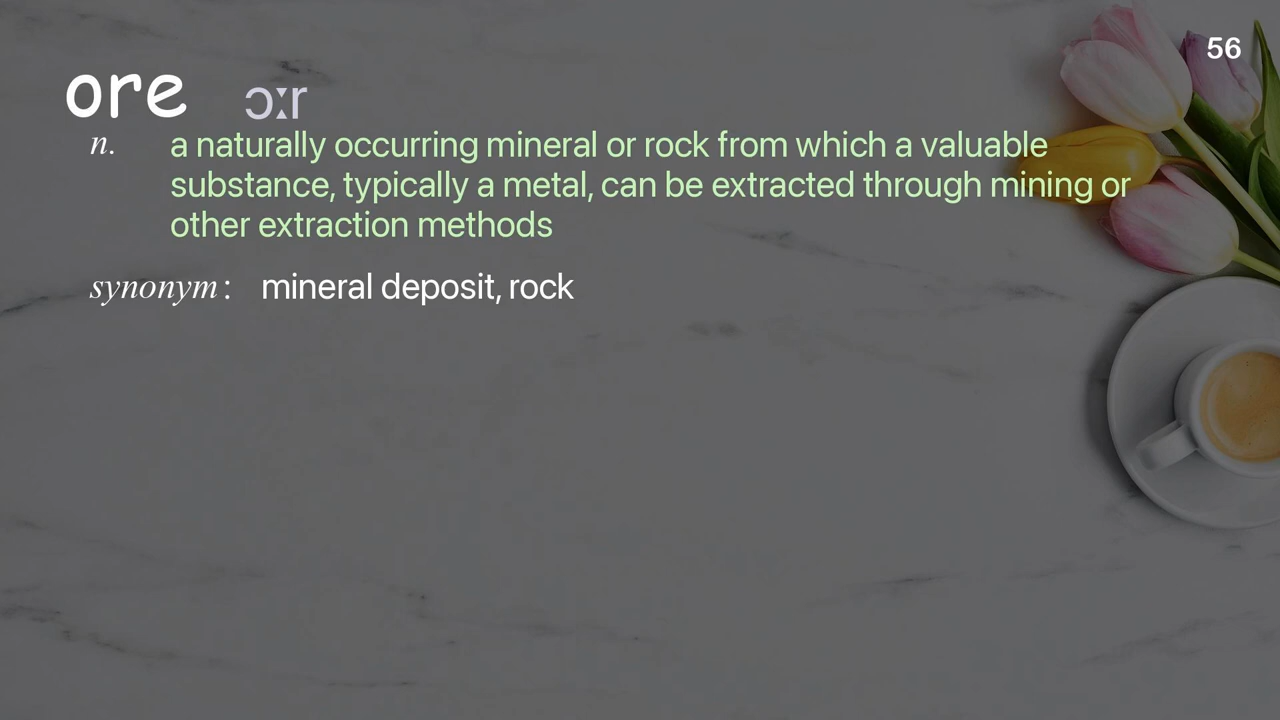 56
ore ɔːr
n. a naturally occurring mineral or rock from which a valuable
substance, typically a metal, can be extracted through mining or
other extraction methods
synonym: mineral deposit, rock